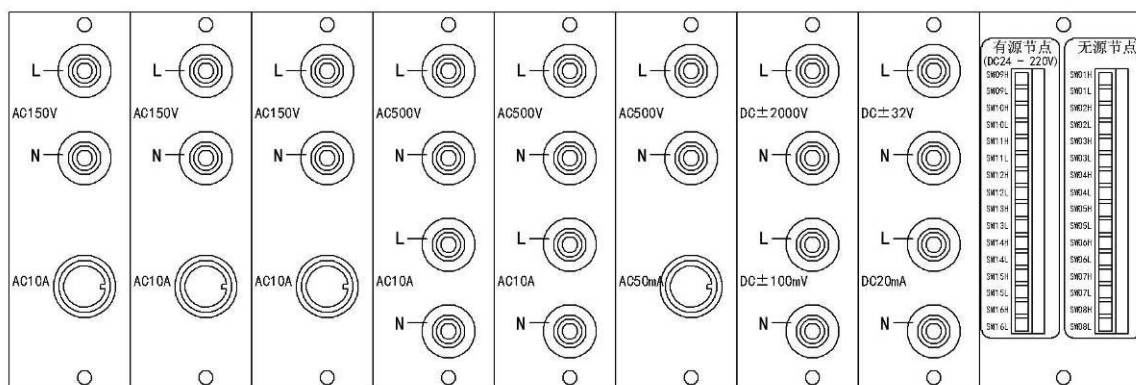 L
AC150V
N
AC10A
L
AC150V
N
AC10A
L
AC150V
N
AC10A
L
AC500V
N
L
AC10A
N
L
AC500V
N
L
AC10A
N
L
AC500V
N
AC50mA
L
DC±2000V
N
L
DC±100mV
N
L
DC±32V
N
L
DC20mA
N
有源节点
(DC24 - 220V)
SW09H
SW09L
SW10H
SW10L
SW11H
SW11L
SW12H
SW12L
SW13H
SW13L
SW14H
SW14L
SW15H
SW15L
SW16H
SW16L
无源节点
SW01H
SW01L
SW02H
SW02L
SW03H
SW03L
SW04H
SW04L
SW05H
SW05L
SW06H
SW06L
SW07H
SW07L
SW08H
SW08L